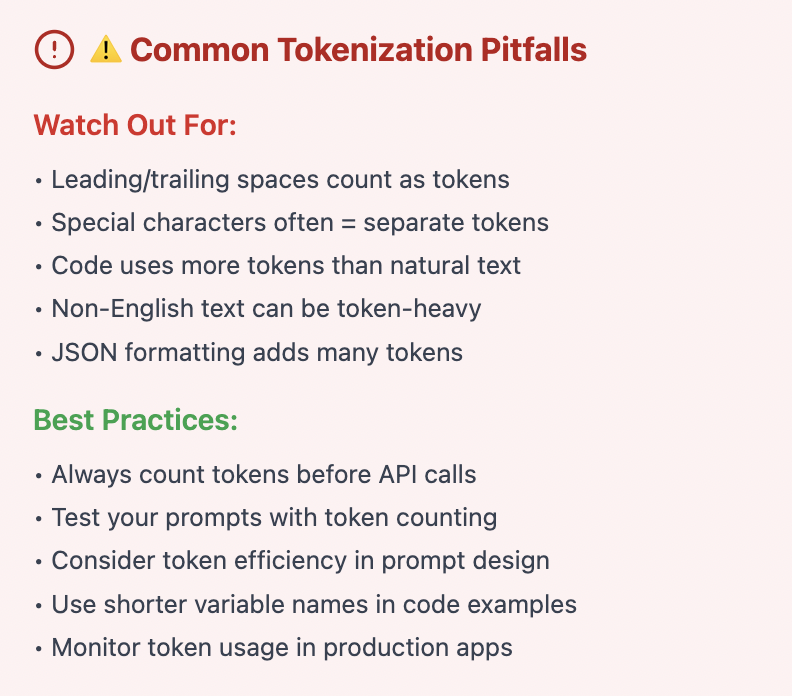 ⚠️ Common Tokenization Pitfalls
Watch Out For:
• Leading/trailing spaces count as tokens
• Special characters often = separate tokens
• Code uses more tokens than natural text
• Non-English text can be token-heavy
• JSON formatting adds many tokens
Best Practices:
• Always count tokens before API calls
• Test your prompts with token counting
• Consider token efficiency in prompt design
• Use shorter variable names in code examples
• Monitor token usage in production apps